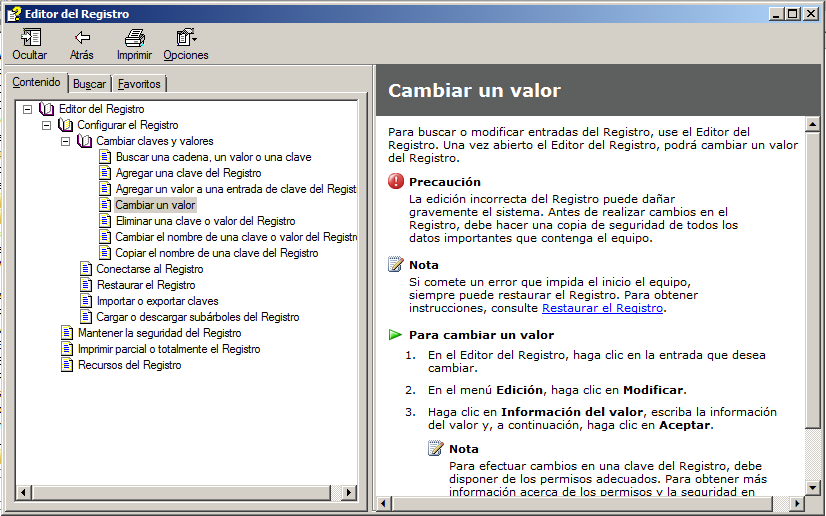 Editor del Registro
Ocultar
Atrás
Imprimir
Opciones
Contenido
Buscar
Favoritos
Editor del Registro
Configurar el Registro
Cambiar claves y valores
Buscar una cadena, un valor o una clave
Agregar una clave del Registro
Agregar un valor a una entrada de clave del Regist
Cambiar un valor
Eliminar una clave o valor del Registro
Cambiar el nombre de una clave o valor del Registr
Copiar el nombre de una clave del Registro
Conectarse al Registro
Restaurar el Registro
Importar o exportar claves
Cargar o descargar subárboles del Registro
Mantener la seguridad del Registro
Imprimir parcial o totalmente el Registro
Recursos del Registro
Cambiar un valor
Para buscar o modificar entradas del Registro, use el Editor del
Registro. Una vez abierto el Editor del Registro, podrá cambiar un valor
del Registro.
Precaución
La edición incorrecta del Registro puede dañar
gravemente el sistema. Antes de realizar cambios en el
Registro, debe hacer una copia de seguridad de todos los
datos importantes que contenga el equipo.
Nota
Si comete un error que impida el inicio el equipo,
siempre puede restaurar el Registro. Para obtener
instrucciones, consulte Restaurar el Registro.
Para cambiar un valor
1. En el Editor del Registro, haga clic en la entrada que desea
cambiar.
2. En el menú Edición, haga clic en Modificar.
3. Haga clic en Información del valor, escriba la información
del valor y, a continuación, haga clic en Aceptar.
Nota
Para efectuar cambios en una clave del Registro, debe
disponer de los permisos adecuados. Para obtener más
información acerca de los permisos y la seguridad en